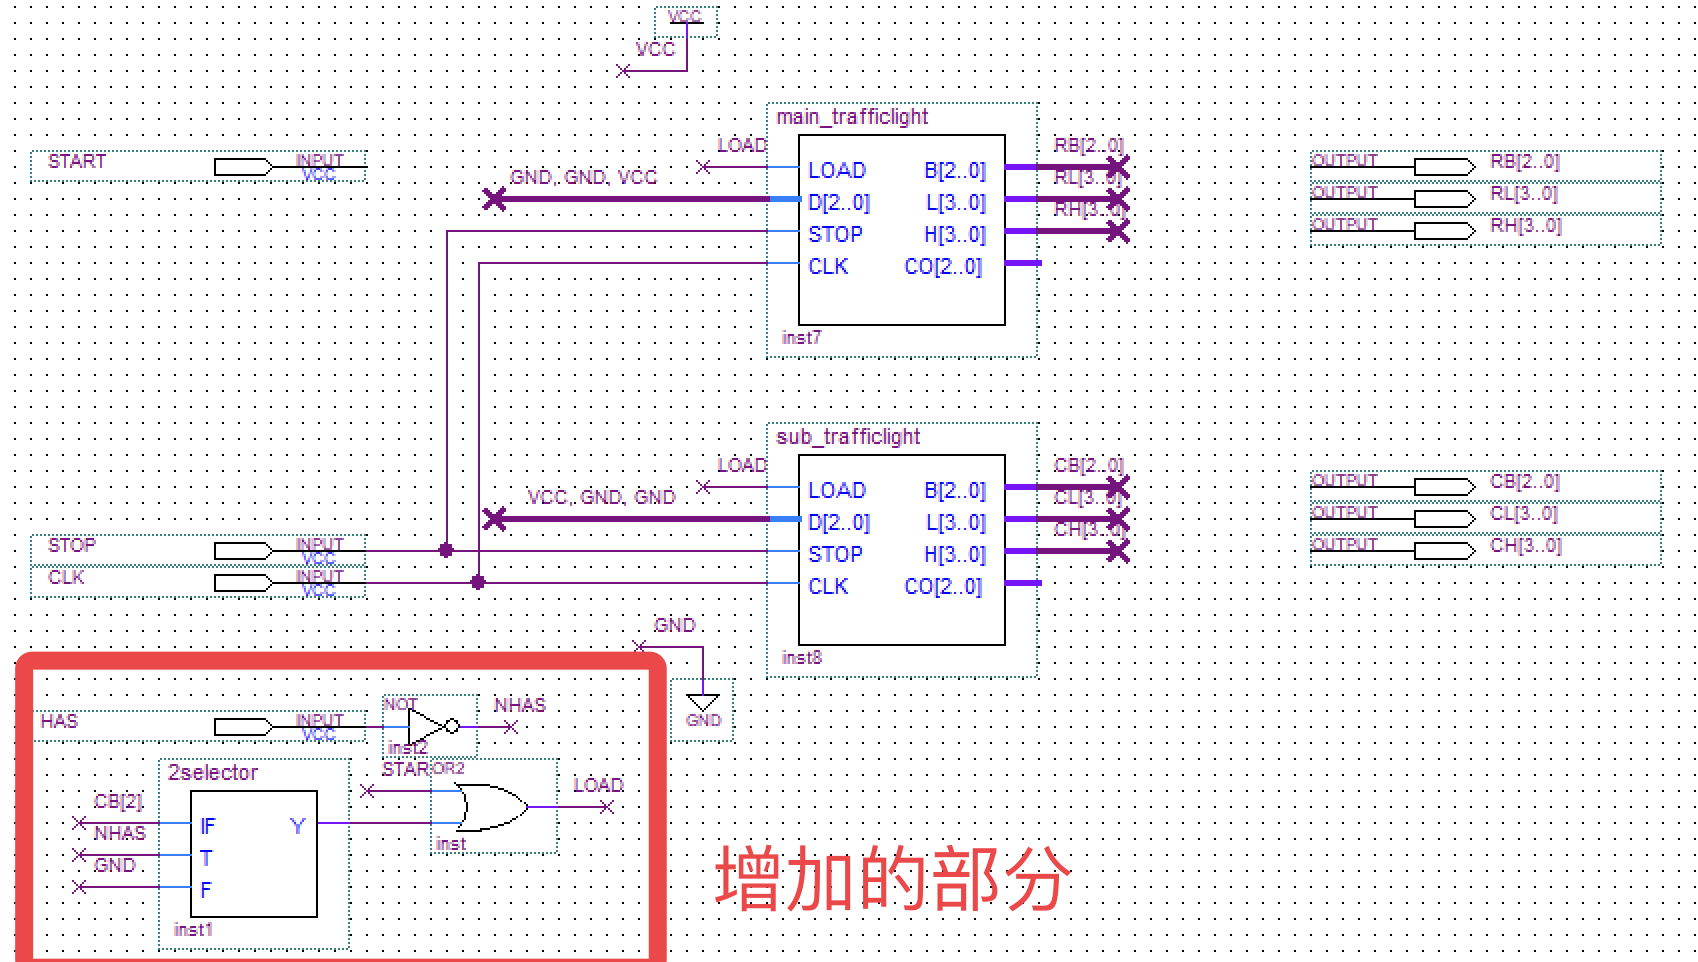 VCC
VCC
main_trafficlight
LOAD
LOAD
B[2..0]
RB[2..0]
GND, GND, VCC
D[2..0]
L[3..0]
RL[3..0]
STOP
H[3..0]
RH[3..0]
CLK
CO[2..0]
inst7
START
INPUT
VCC
OUTPUT
RB[2..0]
OUTPUT
RL[3..0]
OUTPUT
RH[3..0]
sub_trafficlight
LOAD
LOAD
B[2..0]
CB[2..0]
VCC, GND, GND
D[2..0]
L[3..0]
CL[3..0]
STOP
H[3..0]
CH[3..0]
CLK
CO[2..0]
inst8
STOP
INPUT
VCC
CLK
INPUT
VCC
OUTPUT
CB[2..0]
OUTPUT
CL[3..0]
OUTPUT
CH[3..0]
GND
GND
HAS
INPUT
VCC
NOT
NHAS
inst2
2selector
CB[2]
IF
Y
NHAS
T
GND
F
inst1
STAR
OR2
LOAD
inst
增加的部分